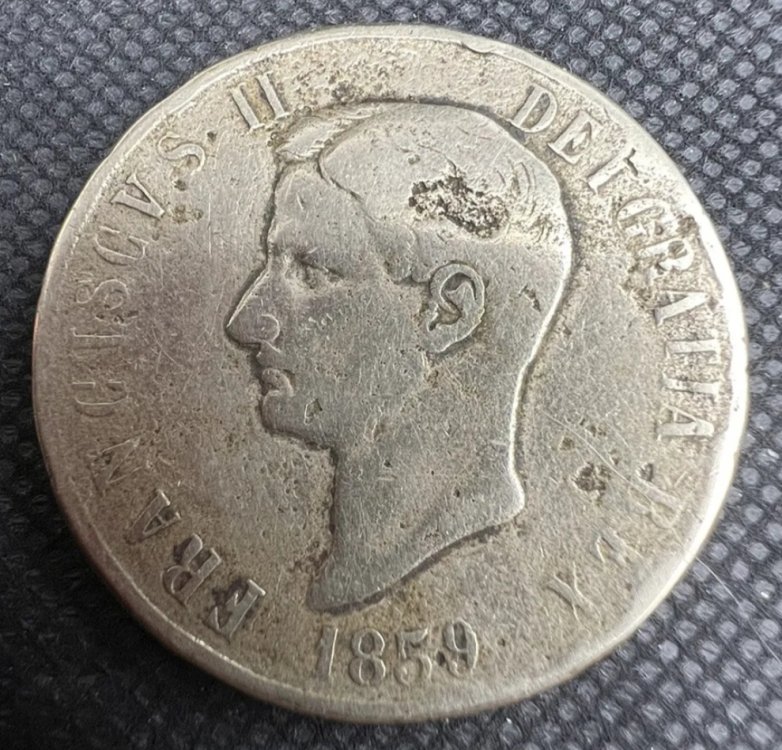 FRANCISCVS II DEI GRATIA REX
1859